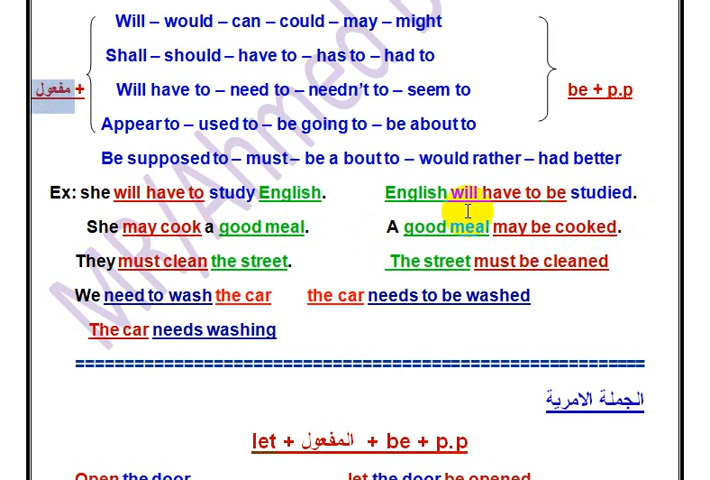 Will – would – can – could – may – might
Shall – should – have to – has to – had to
مفعول + Will have to – need to – needn't to – seem to be + p.p
Appear to – used to – be going to – be about to
Be supposed to – must – be a bout to – would rather – had better
Ex: she will have to study English. English will have to be studied.
She may cook a good meal. A good meal may be cooked.
They must clean the street. The street must be cleaned
We need to wash the car the car needs to be washed
The car needs washing
==========================================================
الجملة الامرية
let + المفعول + be + p.p
Open the door let the door be opened
MR/Ahmed